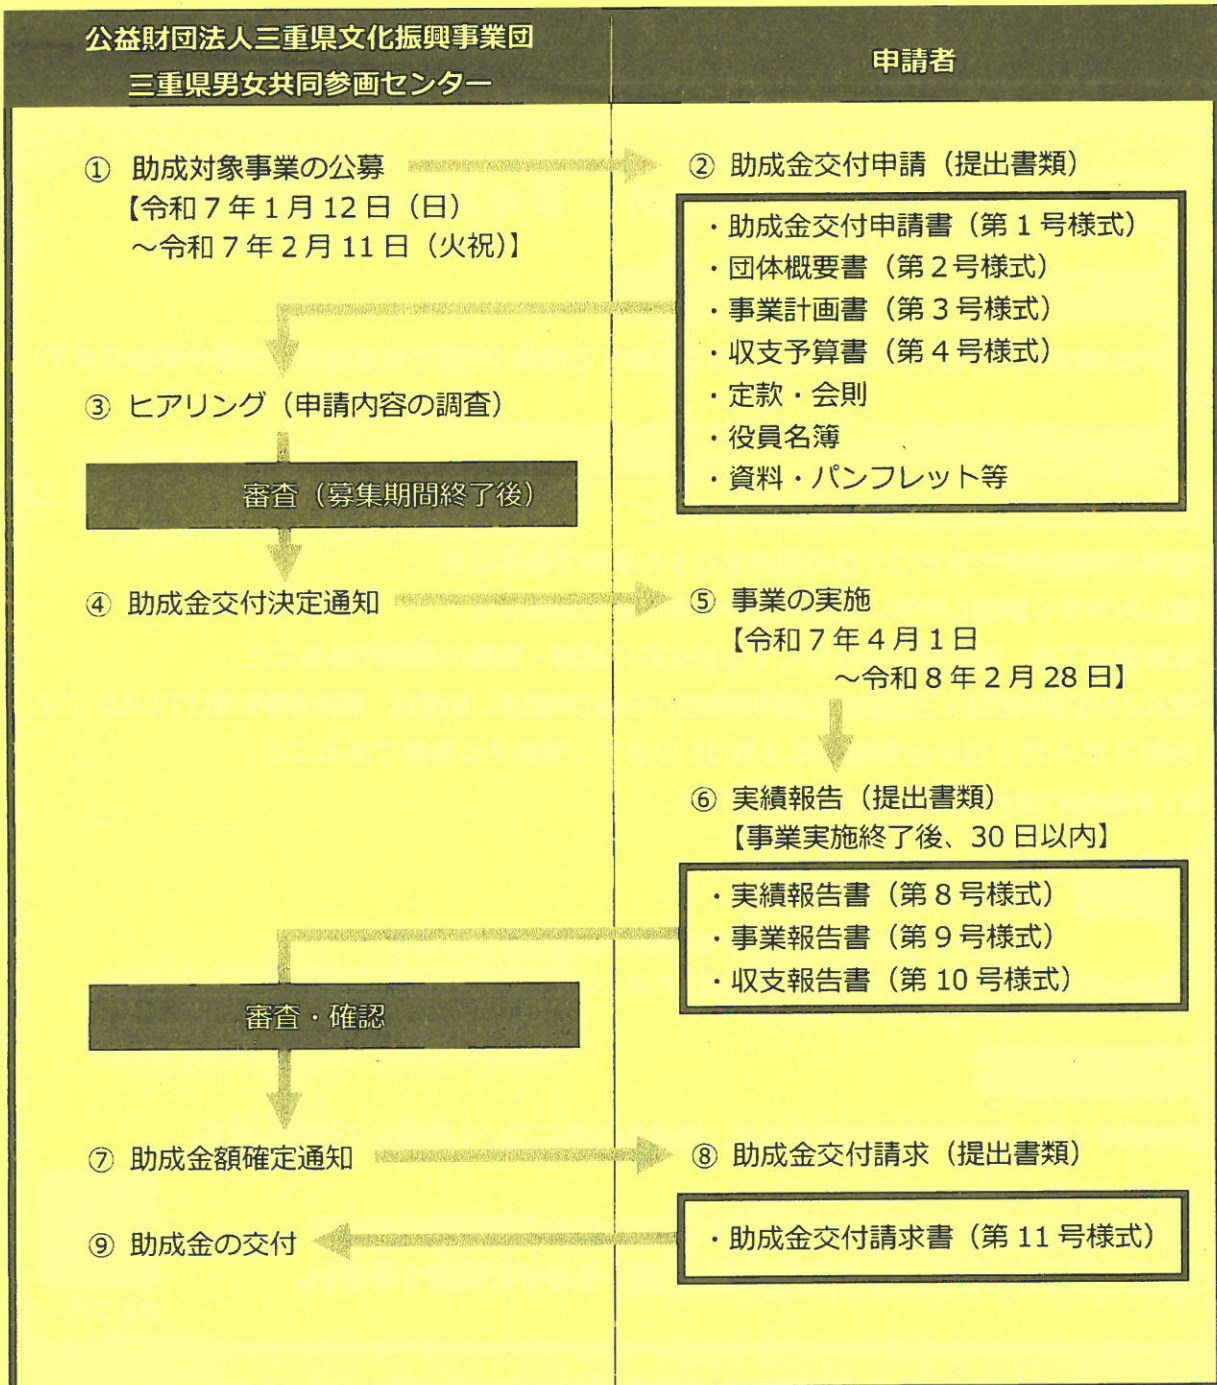 公益財団法人三重県文化振興事業団
三重県男女共同参画センター
申請者
① 助成対象事業の公募
【令和7年1月12日(日)
~令和7年2月11日(火祝)】
② 助成金交付申請(提出書類)
・助成金交付申請書(第1号様式)
・団体概要書(第2号様式)
・事業計画書(第3号様式)
・収支予算書(第4号様式)
・定款・会則
・役員名簿
・資料・パンフレット等
③ ヒアリング(申請内容の調査)
審査(募集期間終了後)
④ 助成金交付決定通知
⑤ 事業の実施
【令和7年4月1日
~令和8年2月28日】
⑥ 実績報告(提出書類)
【事業実施終了後、30日以内】
・実績報告書(第8号様式)
・事業報告書(第9号様式)
・収支報告書(第10号様式)
審査・確認
⑦ 助成金額確定通知
⑧ 助成金交付請求(提出書類)
・助成金交付請求書(第11号様式)
⑨ 助成金の交付